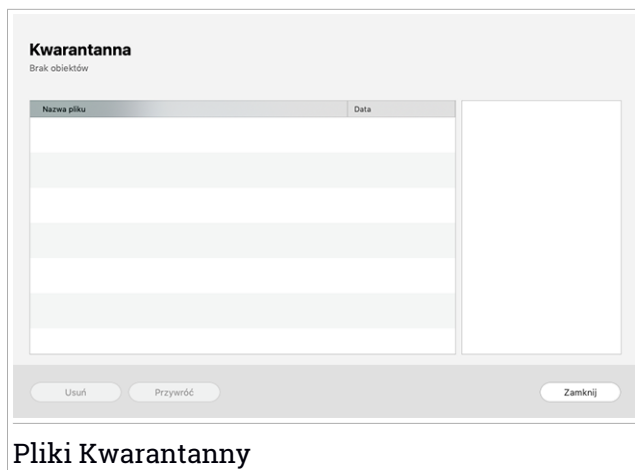 Kwarantanna
Brak obiektów
Nazwa pliku Data
Usuń Przywróć Zamknij
Pliki Kwarantanny